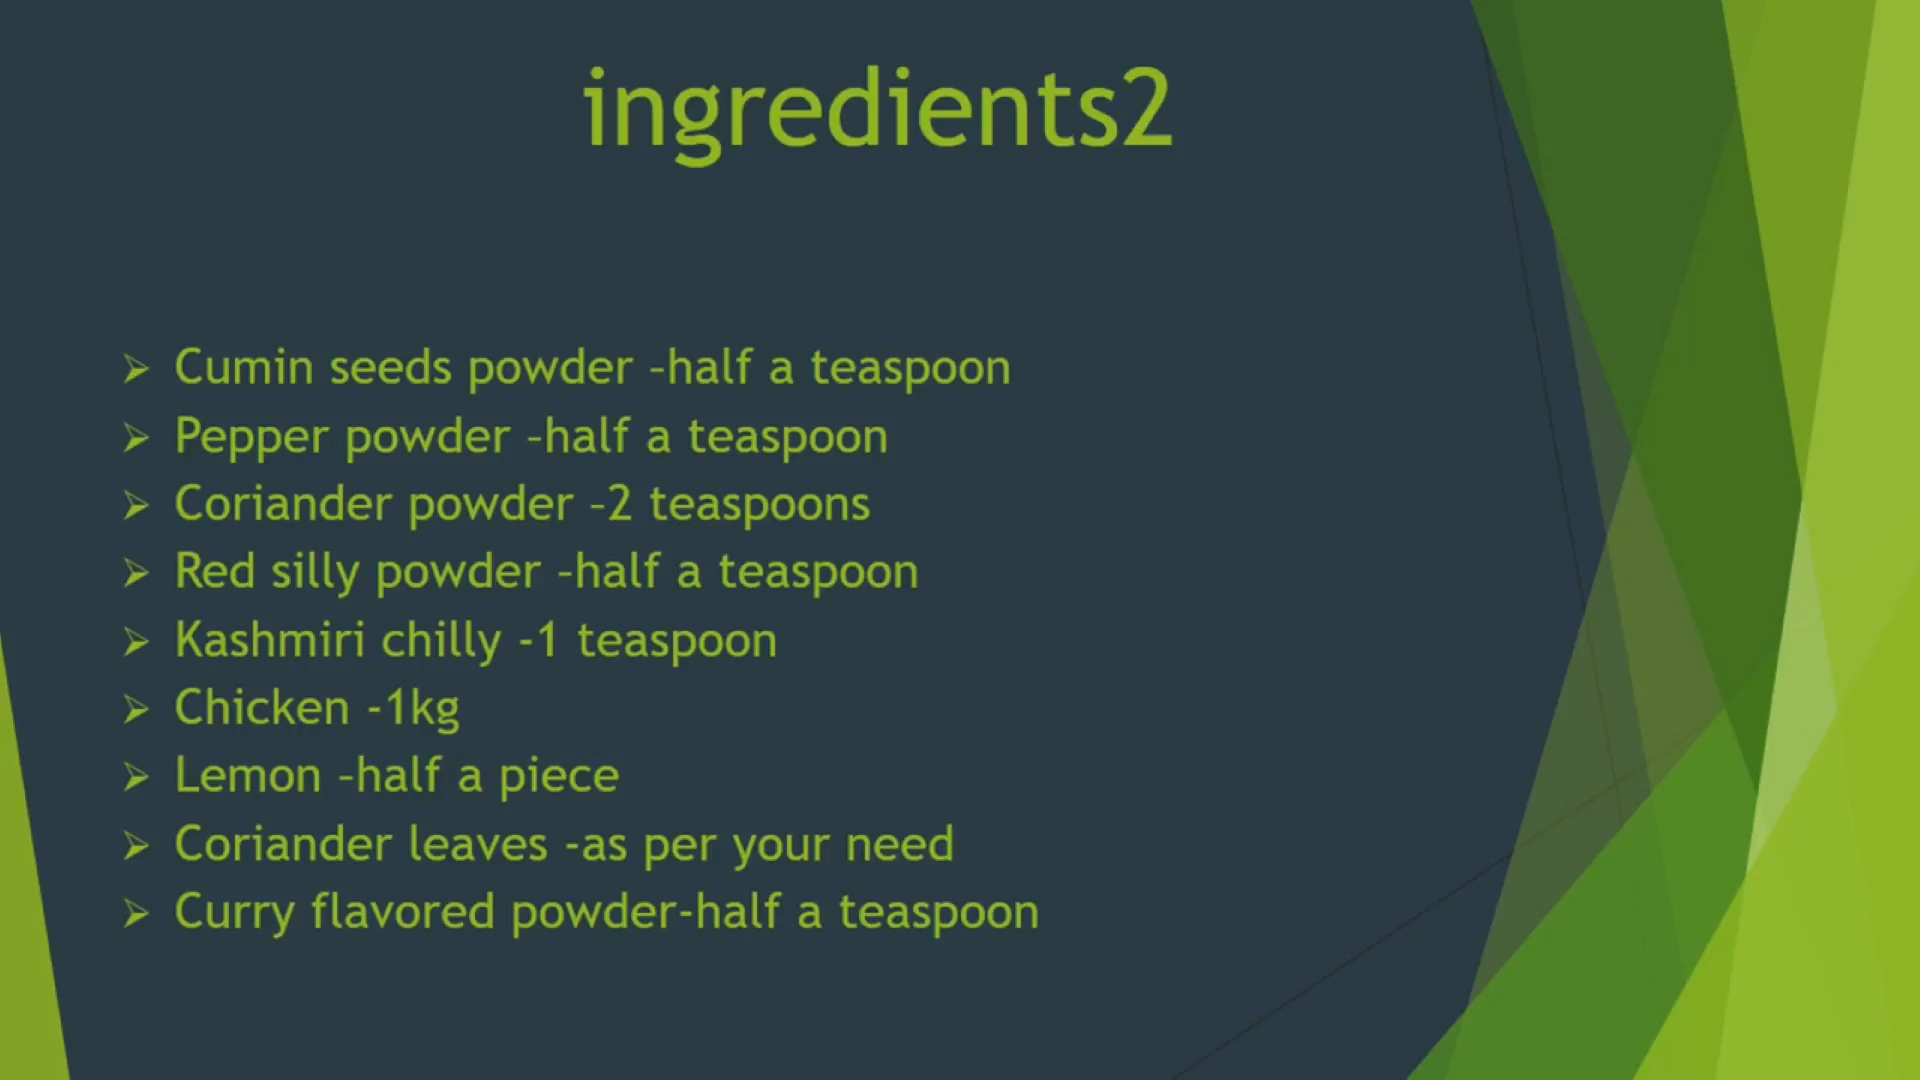 ingredients2
Cumin seeds powder –half a teaspoon
Pepper powder –half a teaspoon
Coriander powder –2 teaspoons
Red silly powder –half a teaspoon
Kashmiri chilly -1 teaspoon
Chicken -1kg
Lemon –half a piece
Coriander leaves -as per your need
Curry flavored powder-half a teaspoon